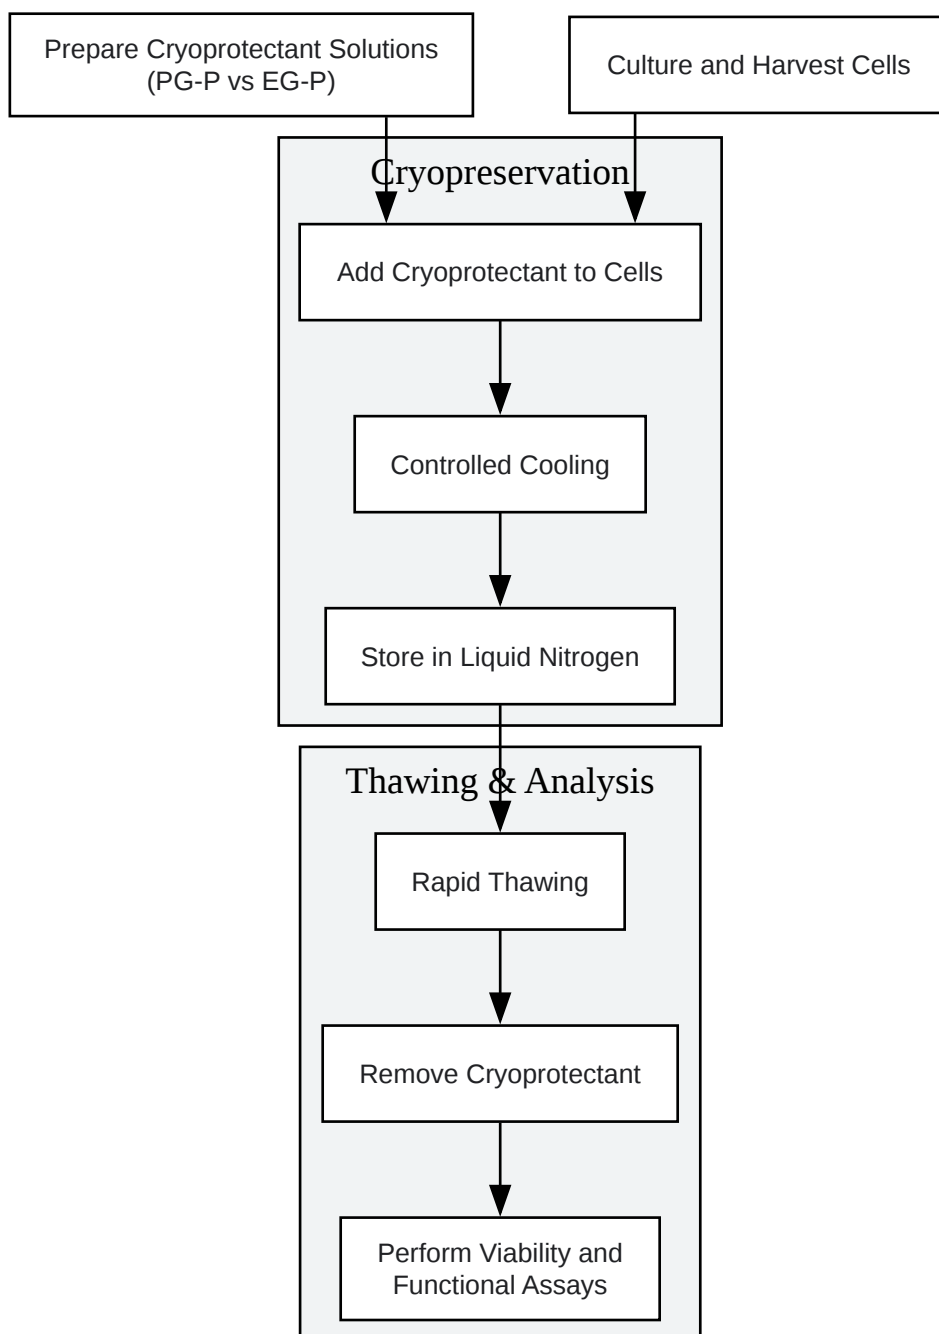 Prepare Cryoprotectant Solutions
(PG-P vs EG-P)
Culture and Harvest Cells
Cryopreservation
Add Cryoprotectant to Cells
Controlled Cooling
Store in Liquid Nitrogen
Thawing & Analysis
Rapid Thawing
Remove Cryoprotectant
Perform Viability and
Functional Assays